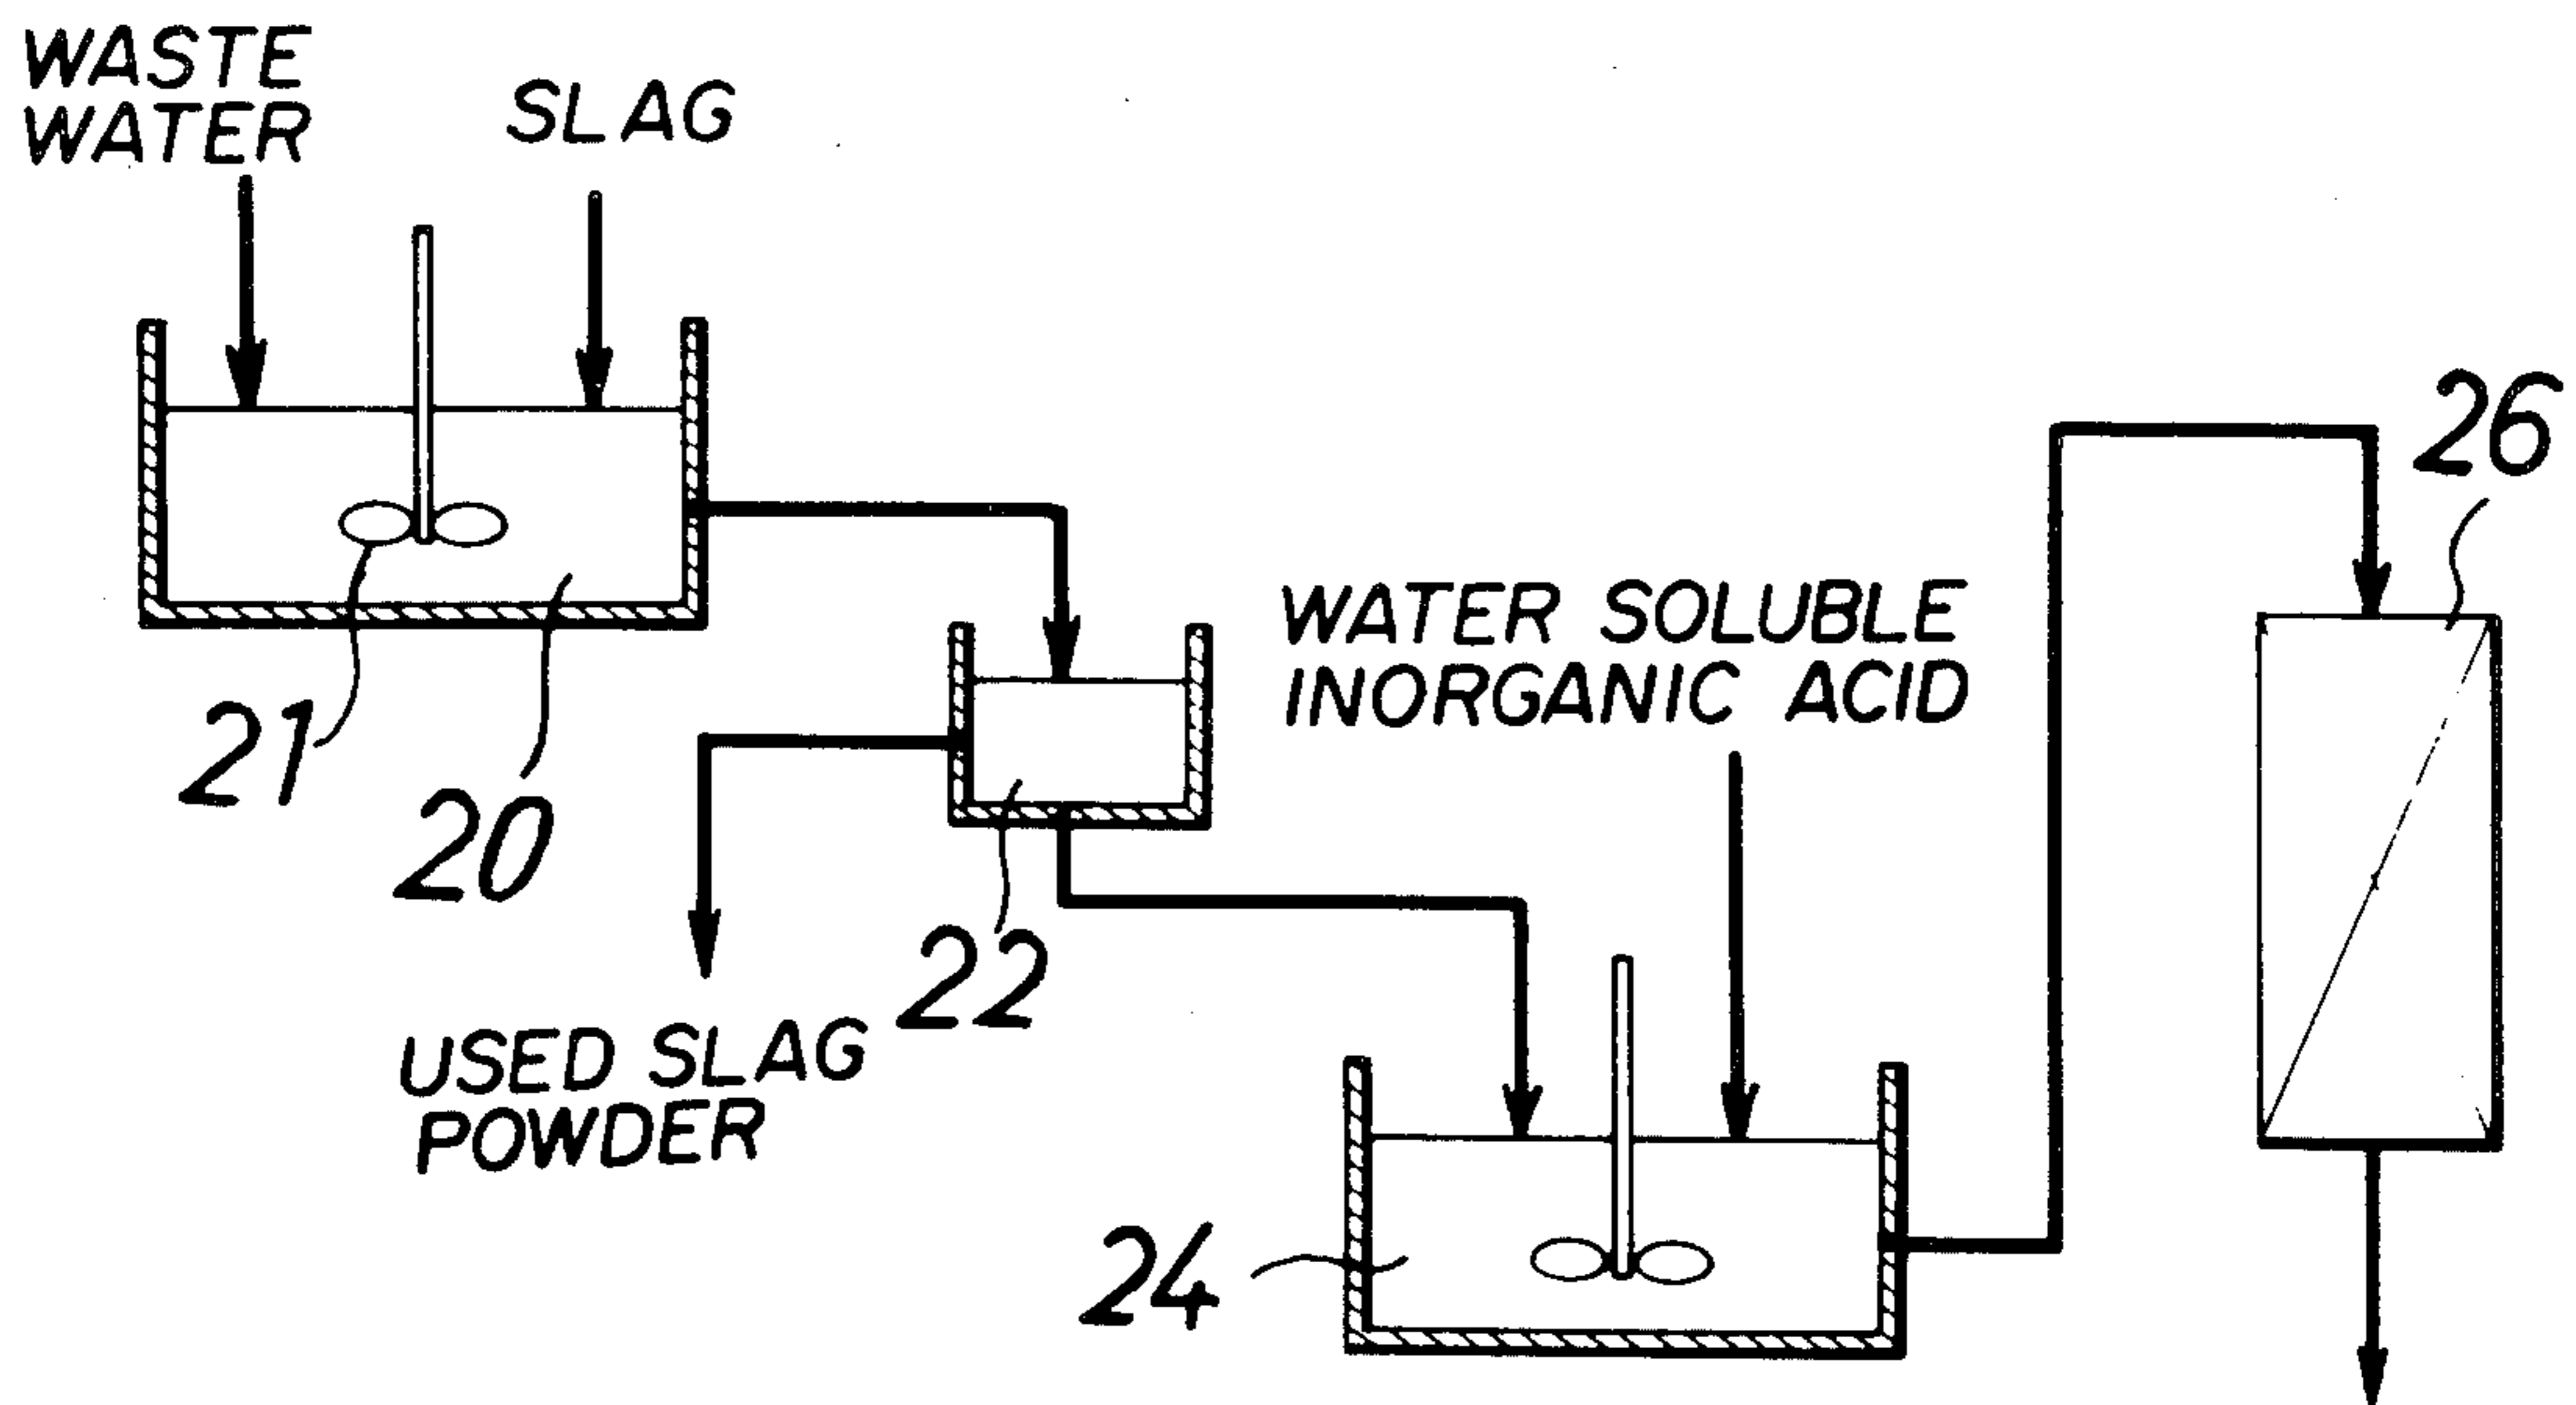 WASTE
WATER
SLAG
26
WATER SOLUBLE
INORGANIC ACID
21
20
22
USED SLAG
POWDER
24